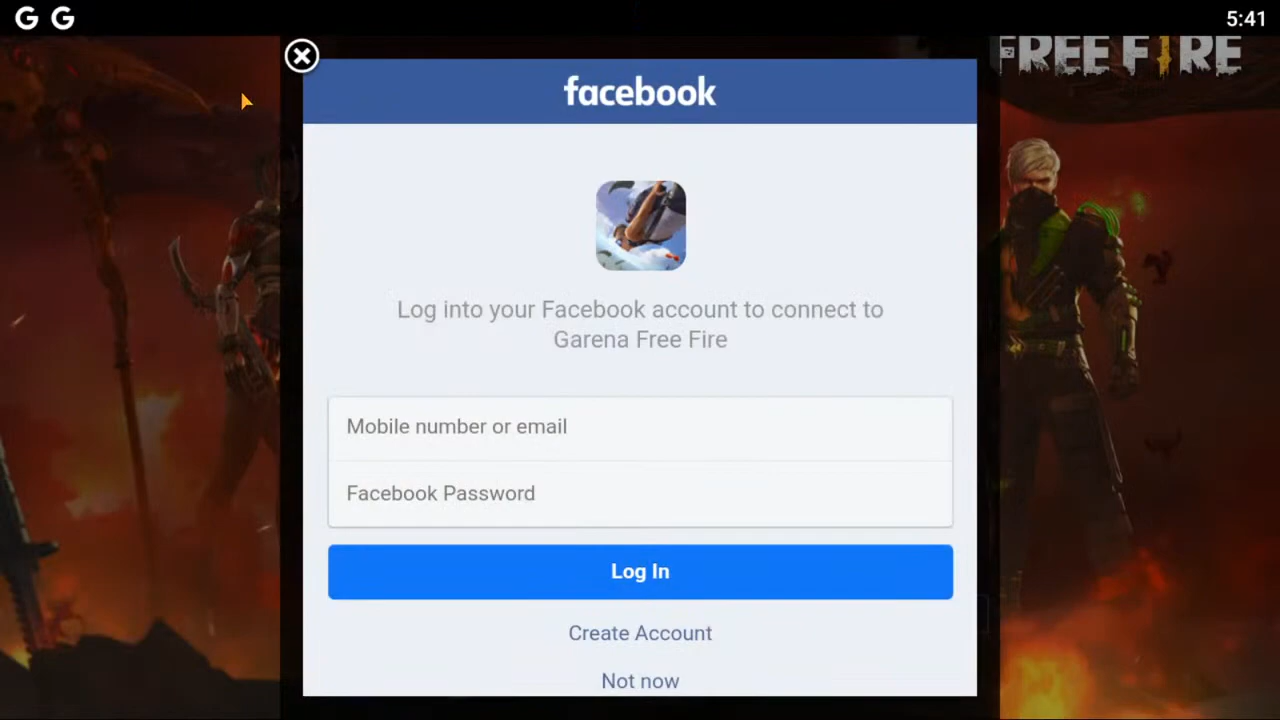 G G
5:41
FREE FIRE
facebook
Log into your Facebook account to connect to
Garena Free Fire
Mobile number or email
Facebook Password
Log In
Create Account
Not now